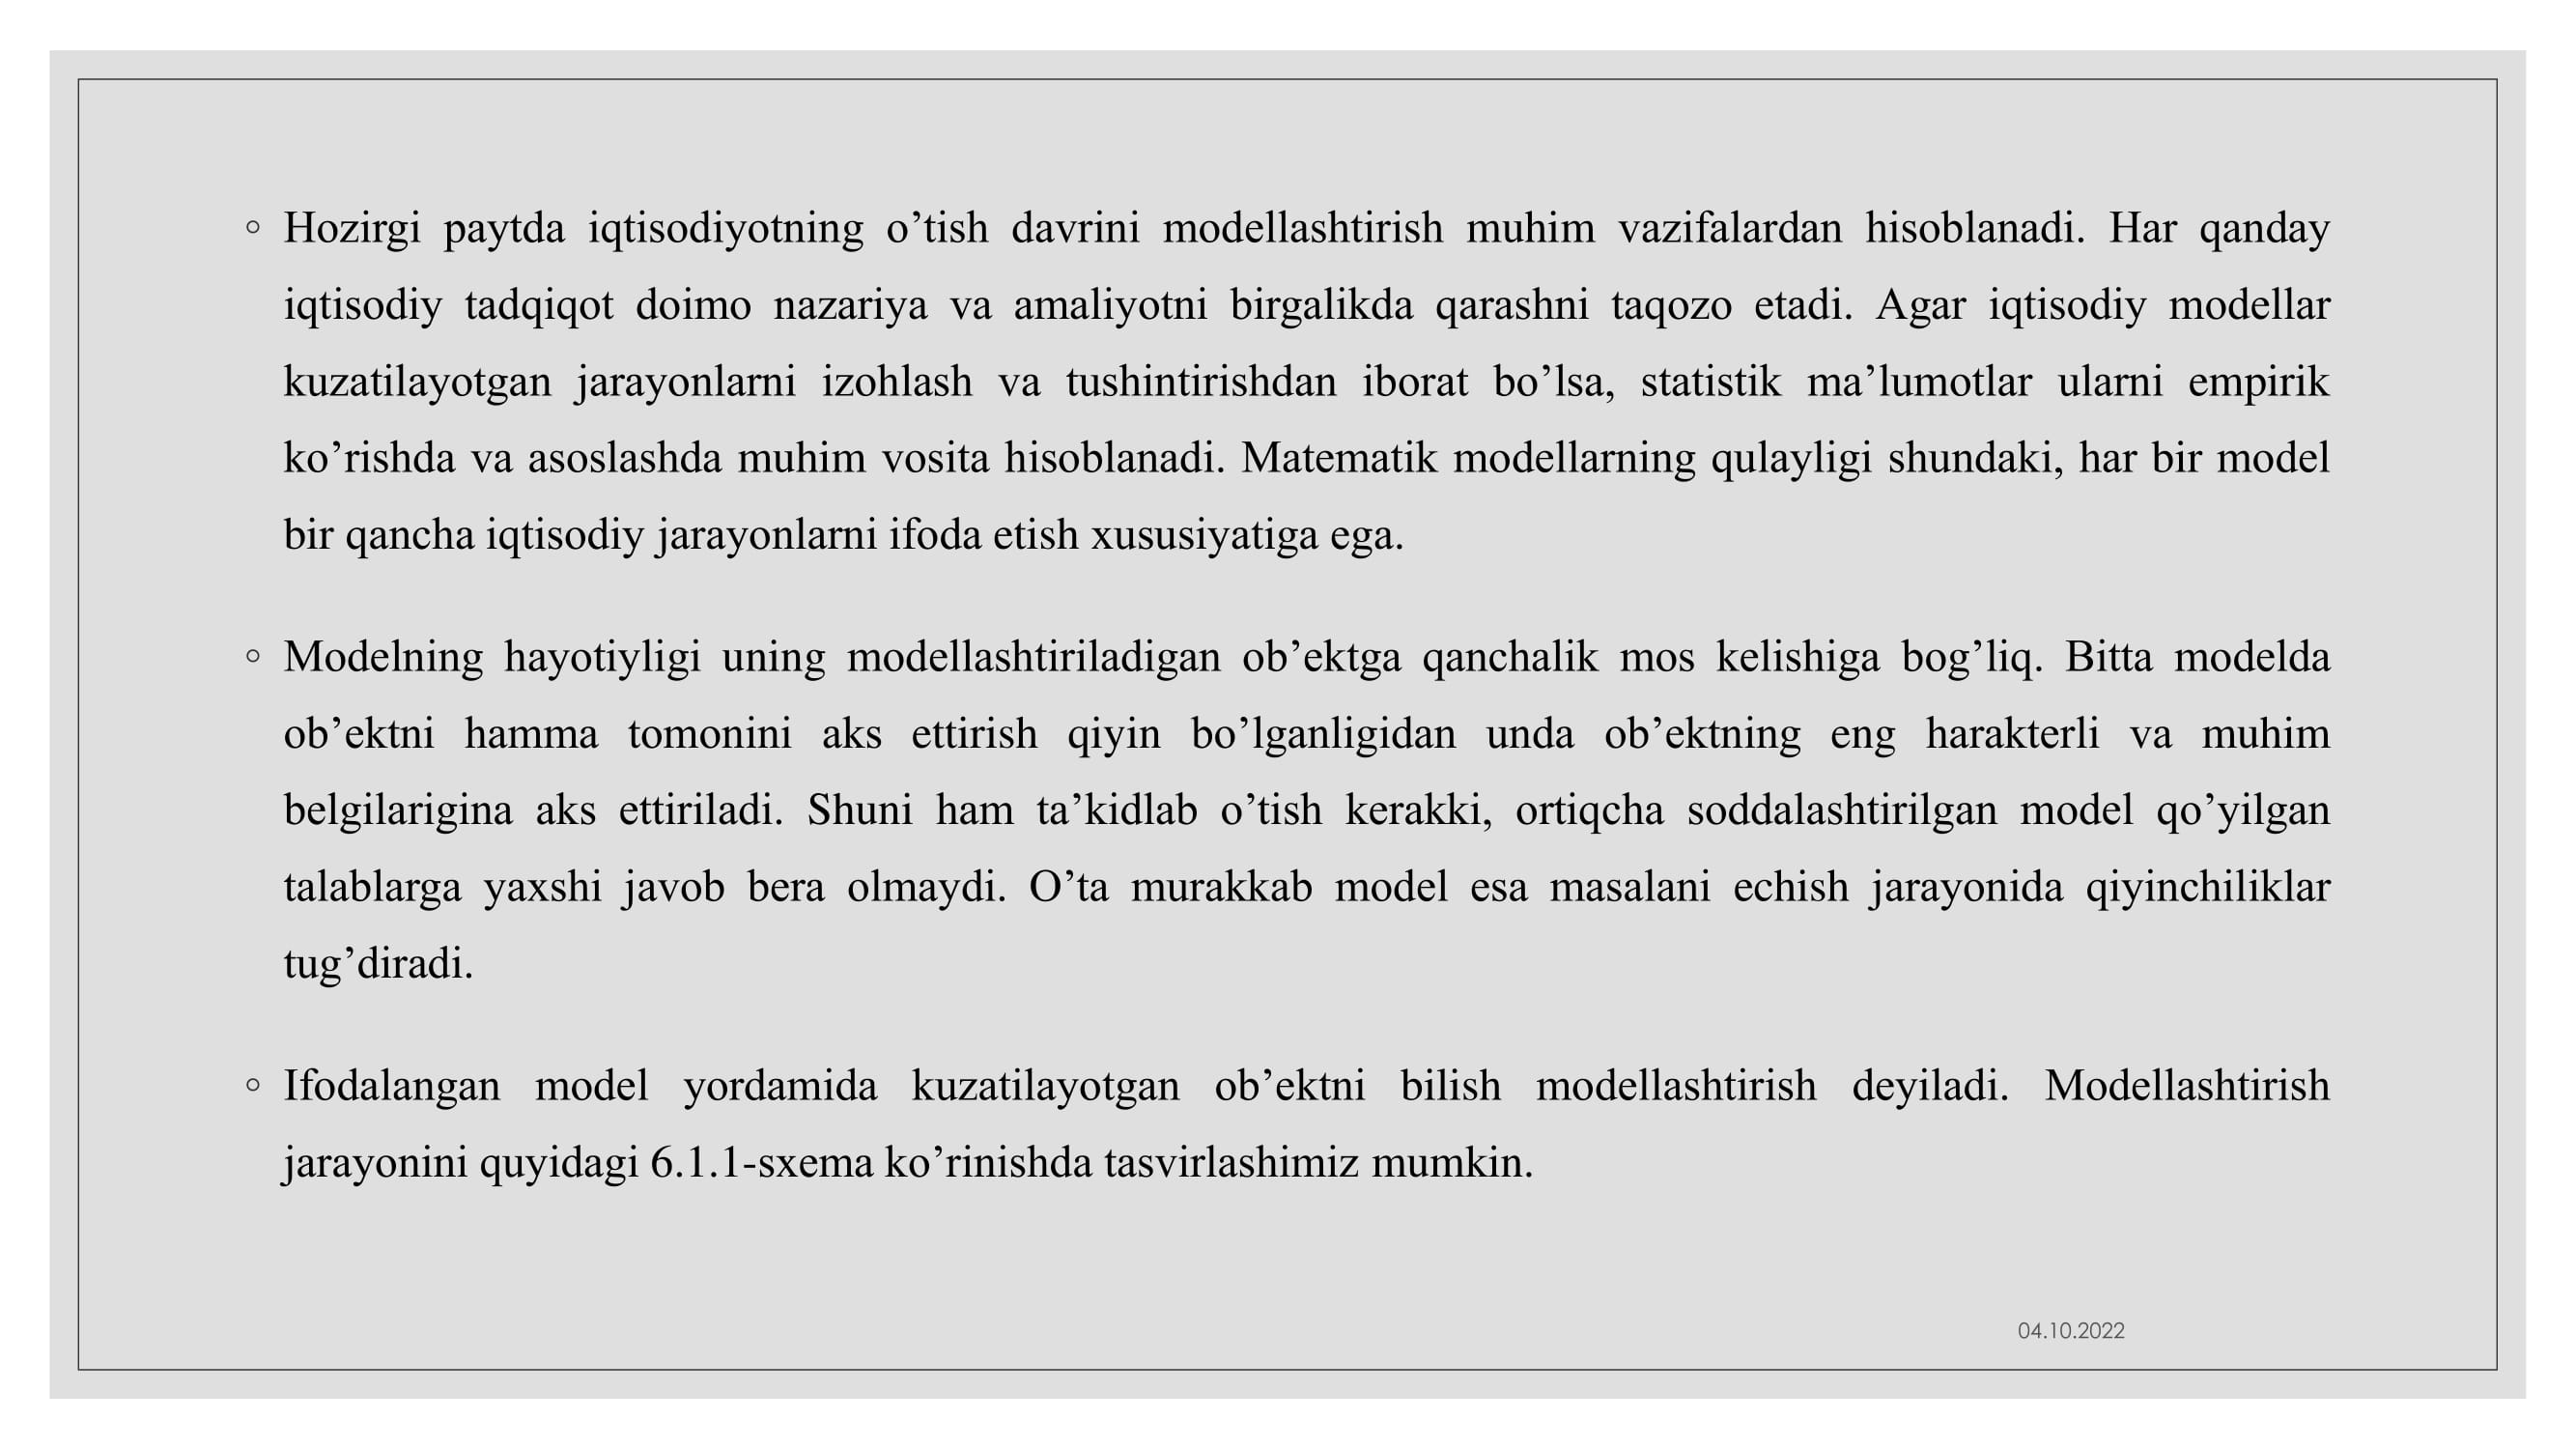 ◦ Hozirgi paytda iqtisodiyotning o’tish davrini modellashtirish muhim vazifalardan hisoblanadi. Har qanday
iqtisodiy tadqiqot doimo nazariya va amaliyotni birgalikda qarashni taqozo etadi. Agar iqtisodiy modellar
kuzatilayotgan jarayonlarni izohlash va tushintirishdan iborat bo’lsa, statistik ma’lumotlar ularni empirik
ko’rishda va asoslashda muhim vosita hisoblanadi. Matematik modellarning qulayligi shundaki, har bir model
bir qancha iqtisodiy jarayonlarni ifoda etish xususiyatiga ega.
◦ Modelning hayotiyligi uning modellashtiriladigan ob’ektga qanchalik mos kelishiga bog’liq. Bitta modelda
ob’ektni hamma tomonini aks ettirish qiyin bo’lganligidan unda ob’ektning eng harakterli va muhim
belgilarigina aks ettiriladi. Shuni ham ta’kidlab o’tish kerakki, ortiqcha soddalashtirilgan model qo’yilgan
talablarga yaxshi javob bera olmaydi. O’ta murakkab model esa masalani echish jarayonida qiyinchiliklar
tug’diradi.
◦ Ifodalangan model yordamida kuzatilayotgan ob’ektni bilish modellashtirish deyiladi. Modellashtirish
jarayonini quyidagi 6.1.1-sxema ko’rinishda tasvirlashimiz mumkin.
04.10.2022